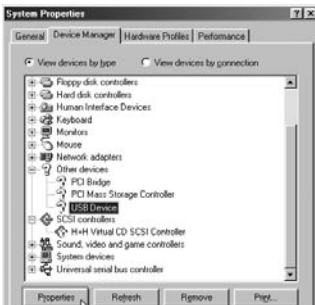 System Properties
General Device Manager Hardware Profiles Performance
View devices by type View devices by connection
Floppy disk controllers
Hard disk controllers
Human Interface Devices
Keyboard
Monitors
Mouse
Network adapters
Other devices
PCI Bridge
PCI Mass Storage Controller
USB Device
SCSI controllers
H+H Virtual CD SCSI Controller
Sound, video and game controllers
System devices
Universal serial bus controller
Properties Refresh Remove Print...